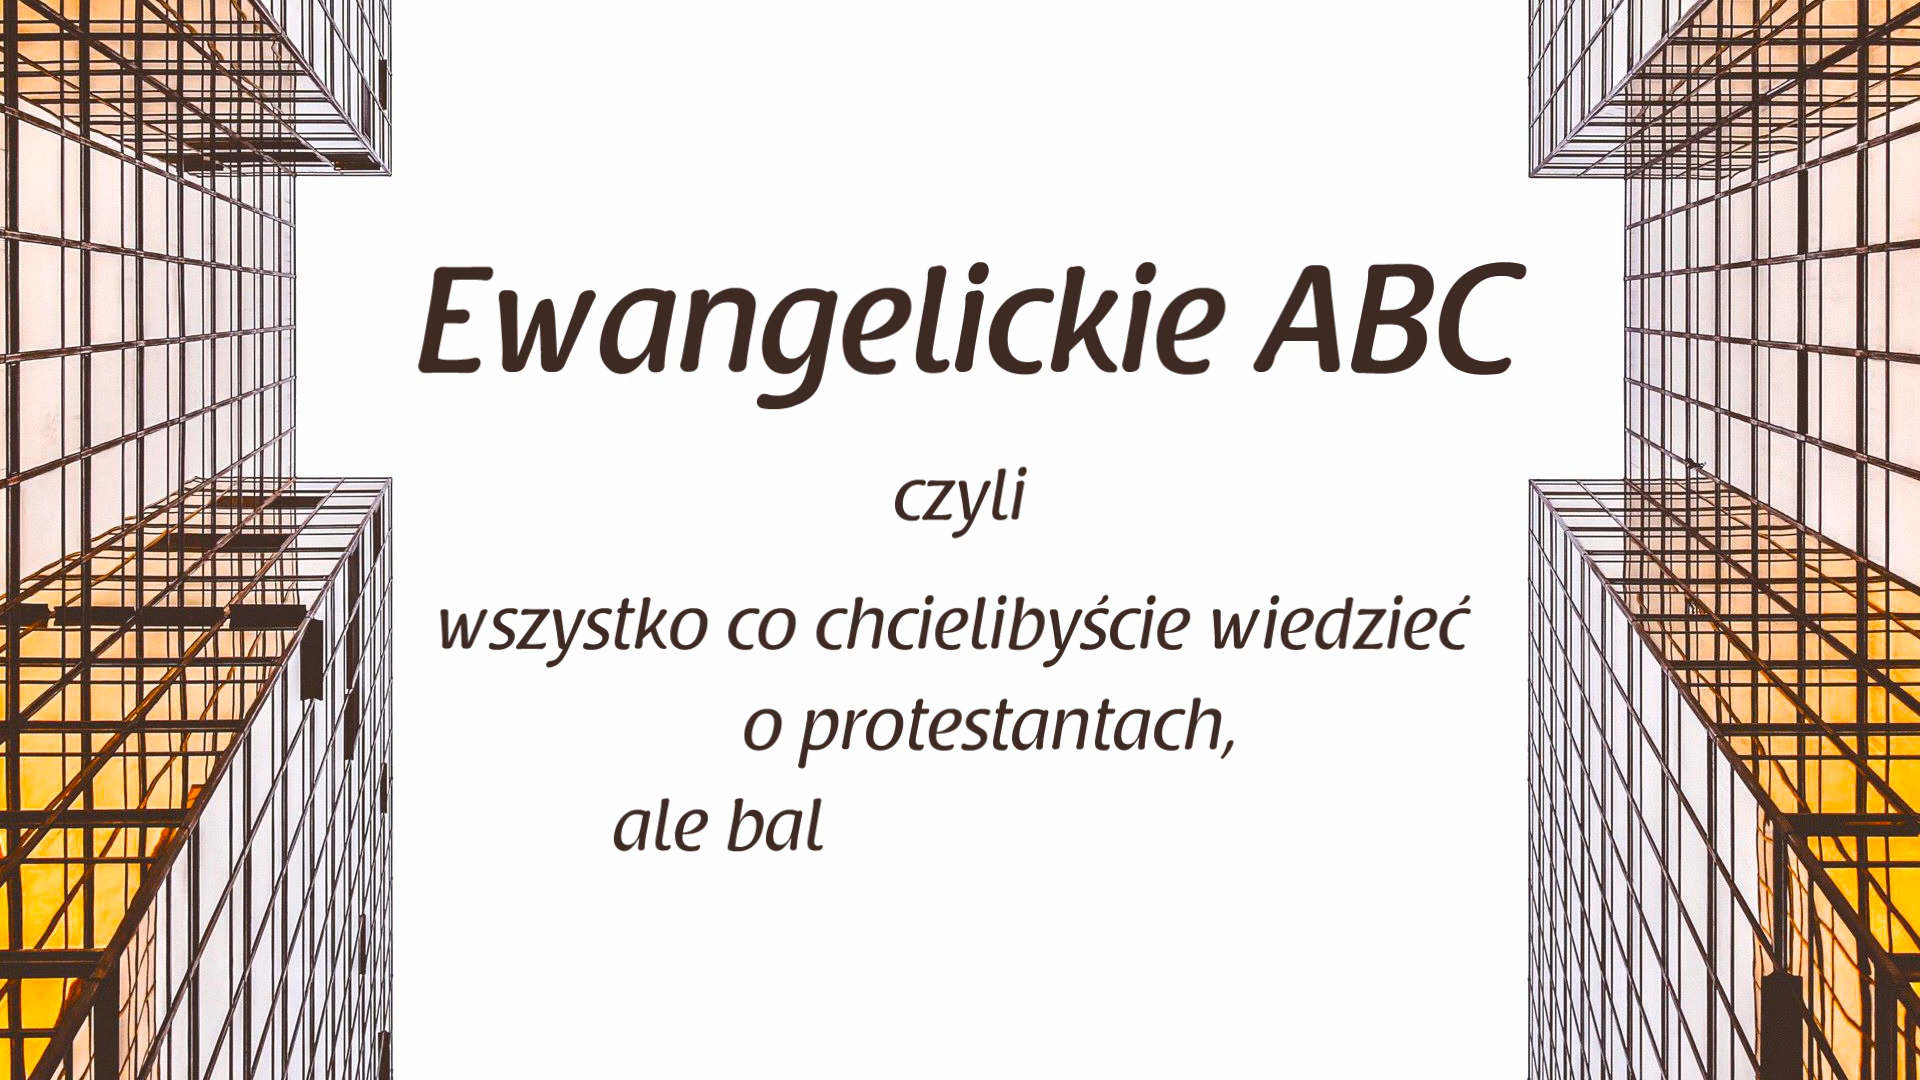 Ewangelickie ABC
czyli
wszystko co chcielibyście wiedzieć
o protestantach,
ale bal